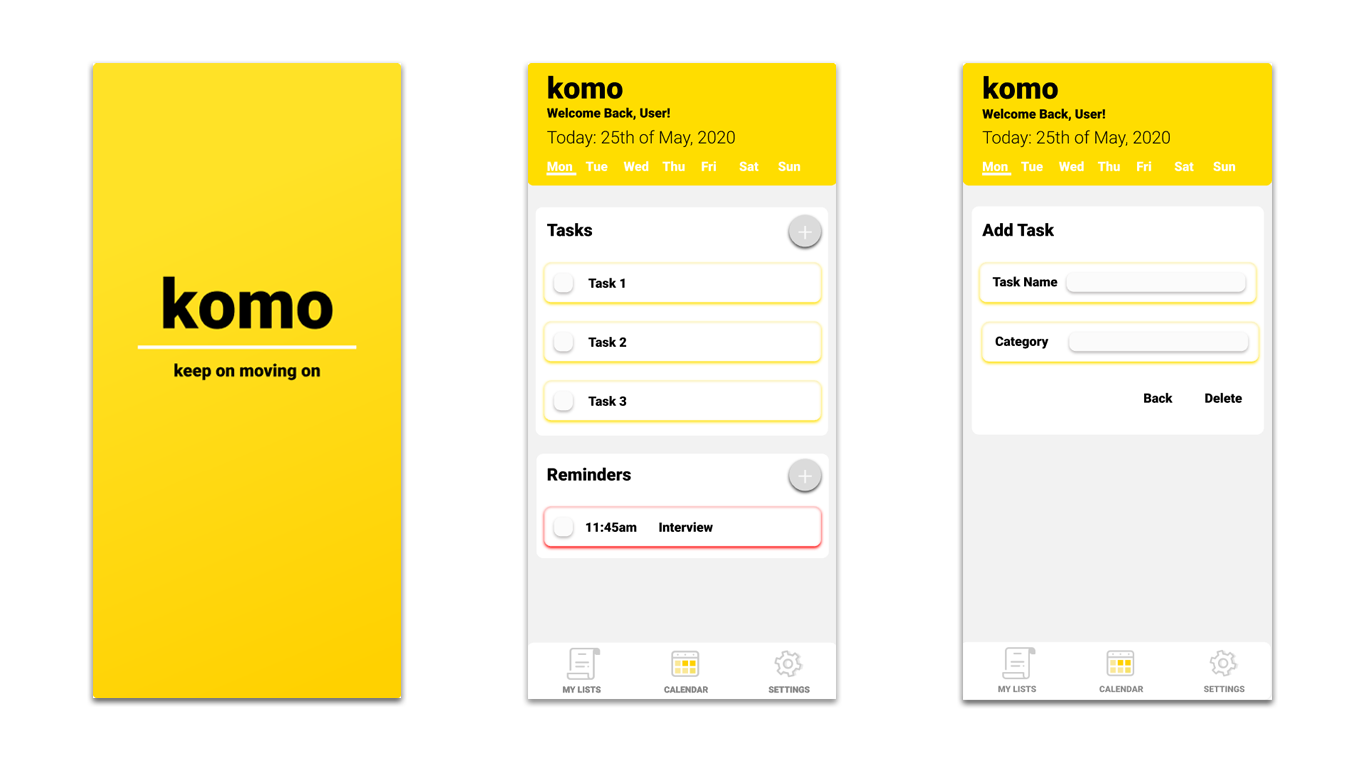 komo
keep on moving on
komo
Welcome Back, User!
Today: 25th of May, 2020
Mon Tue Wed Thu Fri Sat Sun
Tasks +
Task 1
Task 2
Task 3
Reminders +
11:45am Interview
MY LISTS CALENDAR SETTINGS
komo
Welcome Back, User!
Today: 25th of May, 2020
Mon Tue Wed Thu Fri Sat Sun
Add Task
Task Name
Category
Back Delete
MY LISTS CALENDAR SETTINGS